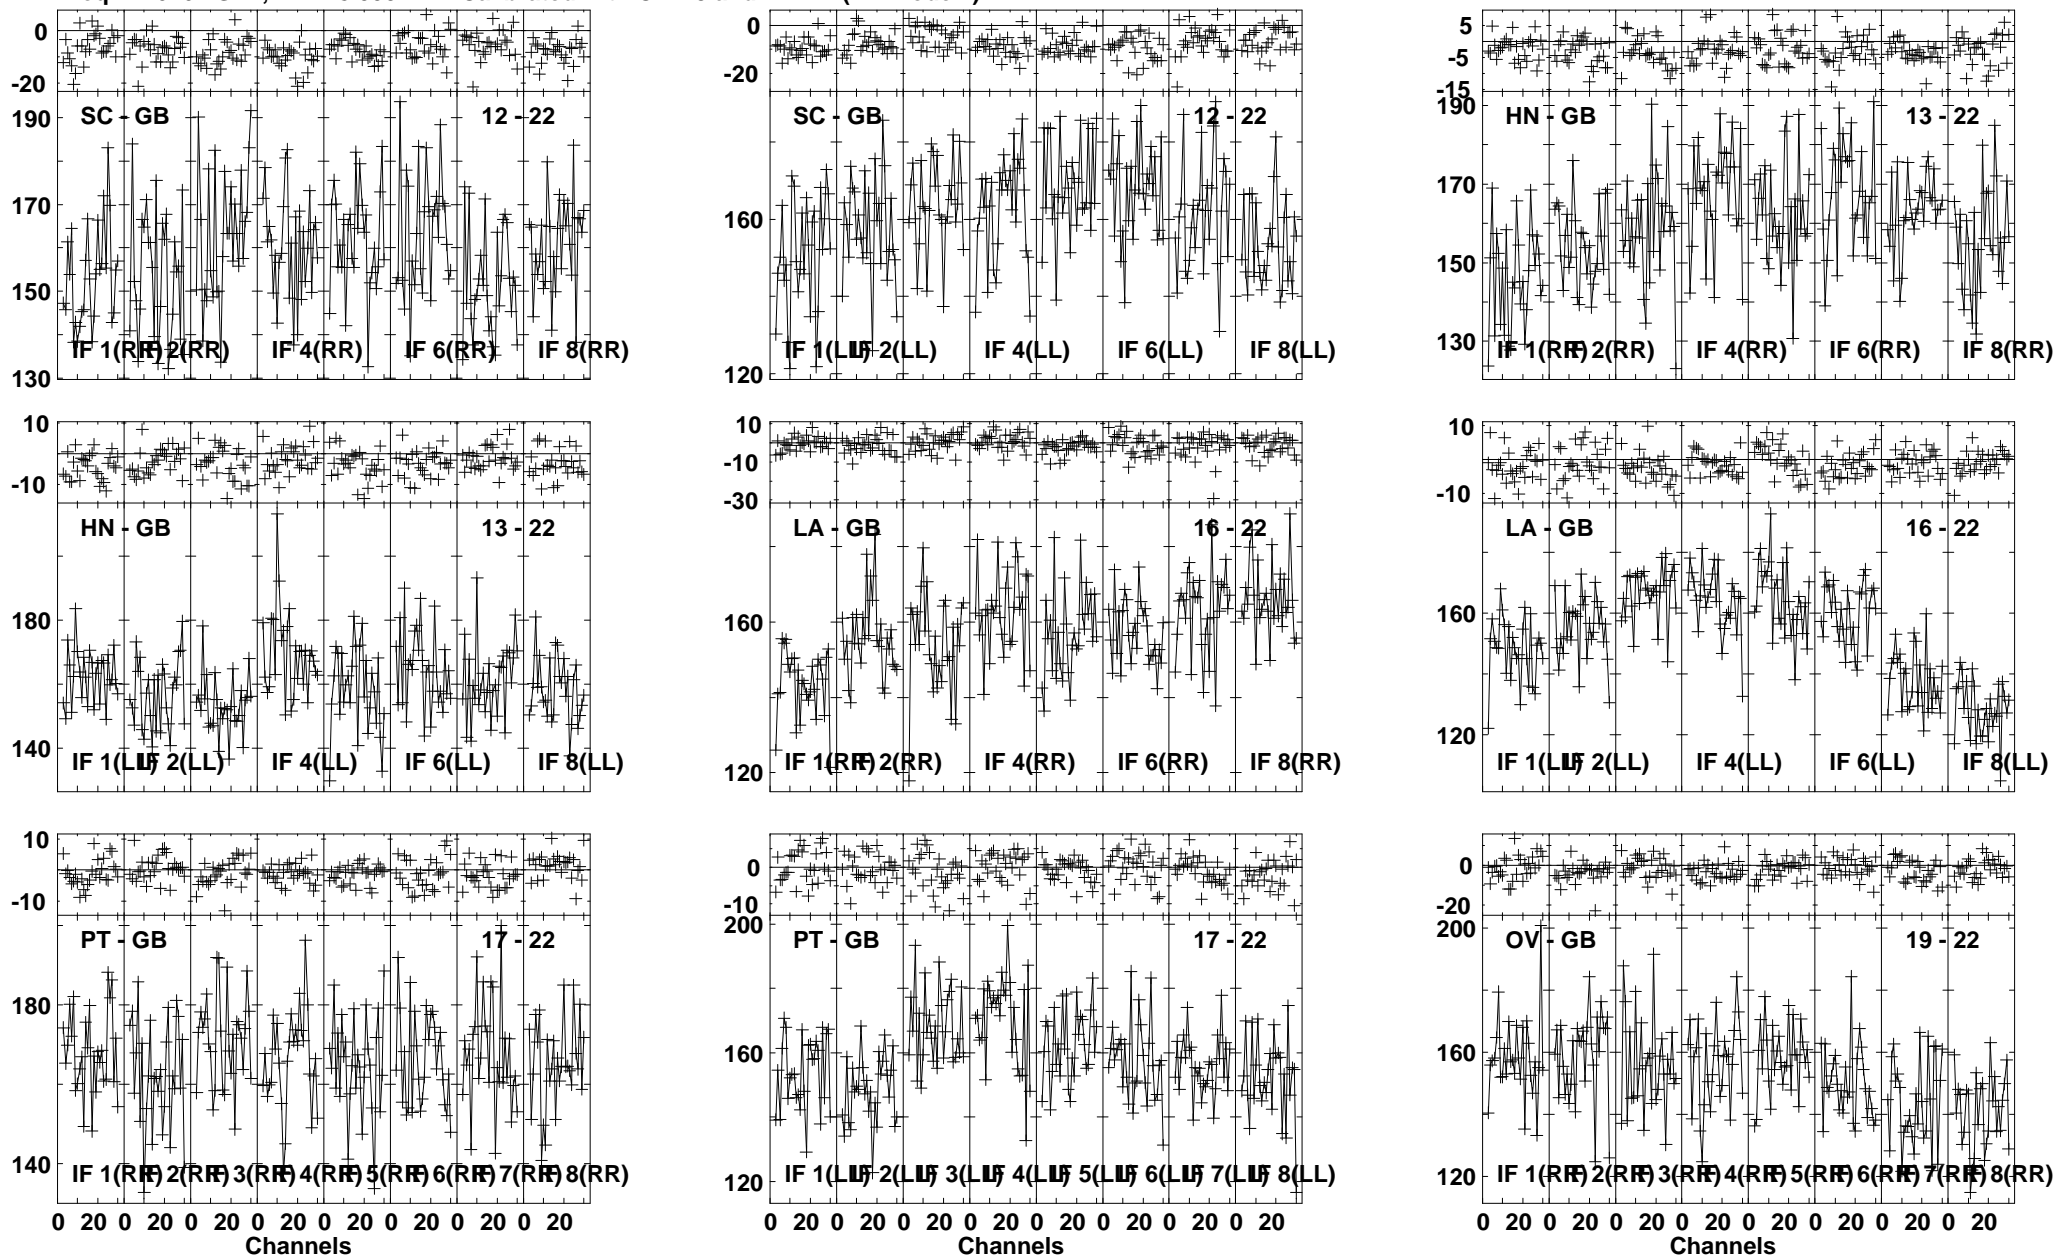 0
-20
190
170
150
130
SC - GB
12 - 22
IF 1(RR)
IF 2(RR)
IF 4(RR)
IF 6(RR)
IF 8(RR)
0
-20
160
120
SC - GB
12 - 22
IF 1(LL)
IF 2(LL)
IF 4(LL)
IF 6(LL)
IF 8(LL)
5
-5
-15
190
170
150
130
HN - GB
13 - 22
IF 1(RR)
IF 2(RR)
IF 4(RR)
IF 6(RR)
IF 8(RR)
10
-10
180
140
HN - GB
13 - 22
IF 1(LL)
IF 2(LL)
IF 4(LL)
IF 6(LL)
IF 8(LL)
10
-10
-30
160
120
LA - GB
16 - 22
IF 1(RR)
IF 2(RR)
IF 4(RR)
IF 6(RR)
IF 8(RR)
10
-10
160
120
LA - GB
16 - 22
IF 1(LL)
IF 2(LL)
IF 4(LL)
IF 6(LL)
IF 8(LL)
10
-10
180
140
PT - GB
17 - 22
IF 1(RR)
IF 2(RR)
IF 3(RR)
IF 4(RR)
IF 5(RR)
IF 6(RR)
IF 7(RR)
IF 8(RR)
0 20 0 20 0 20 0 20 0 20 0 20 0 20 0 20
Channels
0
-10
200
160
120
PT - GB
17 - 22
IF 1(LL)
IF 2(LL)
IF 3(LL)
IF 4(LL)
IF 5(LL)
IF 6(LL)
IF 7(LL)
IF 8(LL)
0 20 0 20 0 20 0 20 0 20 0 20 0 20 0 20
Channels
0
-20
200
160
120
OV - GB
19 - 22
IF 1(RR)
IF 2(RR)
IF 3(RR)
IF 4(RR)
IF 5(RR)
IF 6(RR)
IF 7(RR)
IF 8(RR)
0 20 0 20 0 20 0 20 0 20 0 20 0 20 0 20
Channels